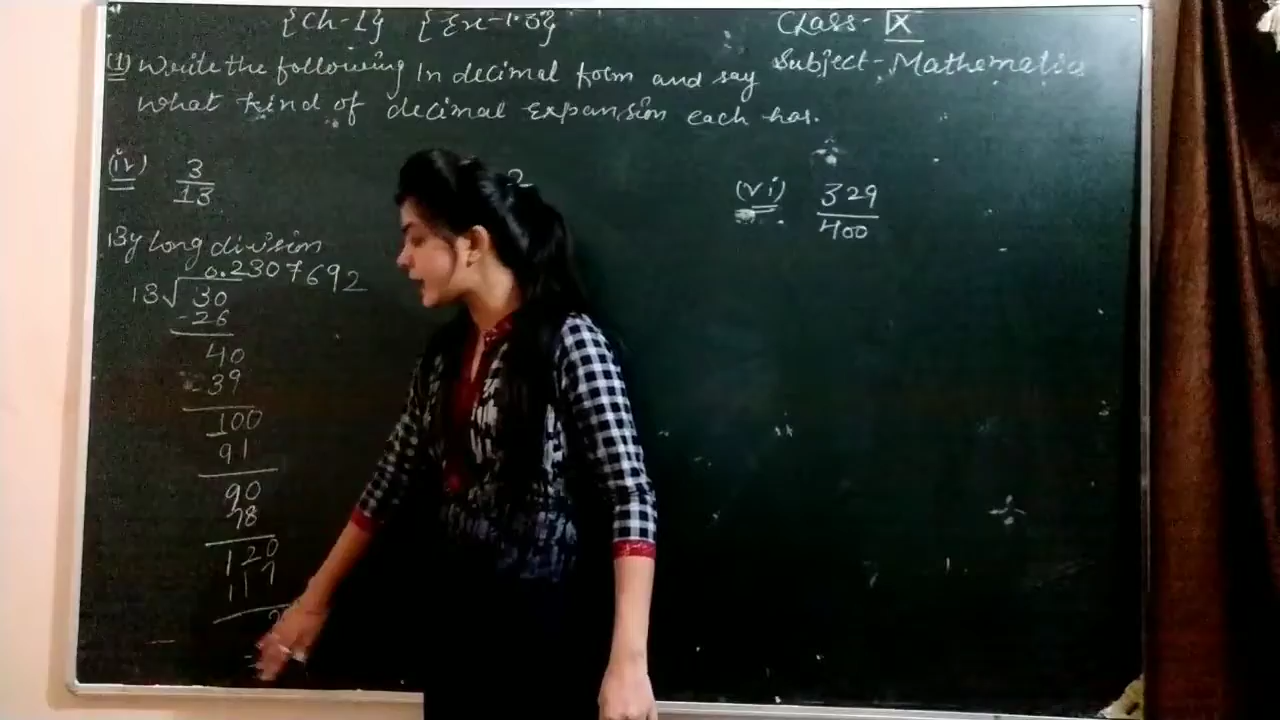 {Ch-1} {Ex-1.3}
Class- IX
Subject- Mathematics
(1) Write the following In decimal form and say
what kind of decimal expansion each has.
(iv) 3
13
2
(vi) 329
400
By long division
0.2307692
13√30
-26
40
-39
100
91
90
78
120
117